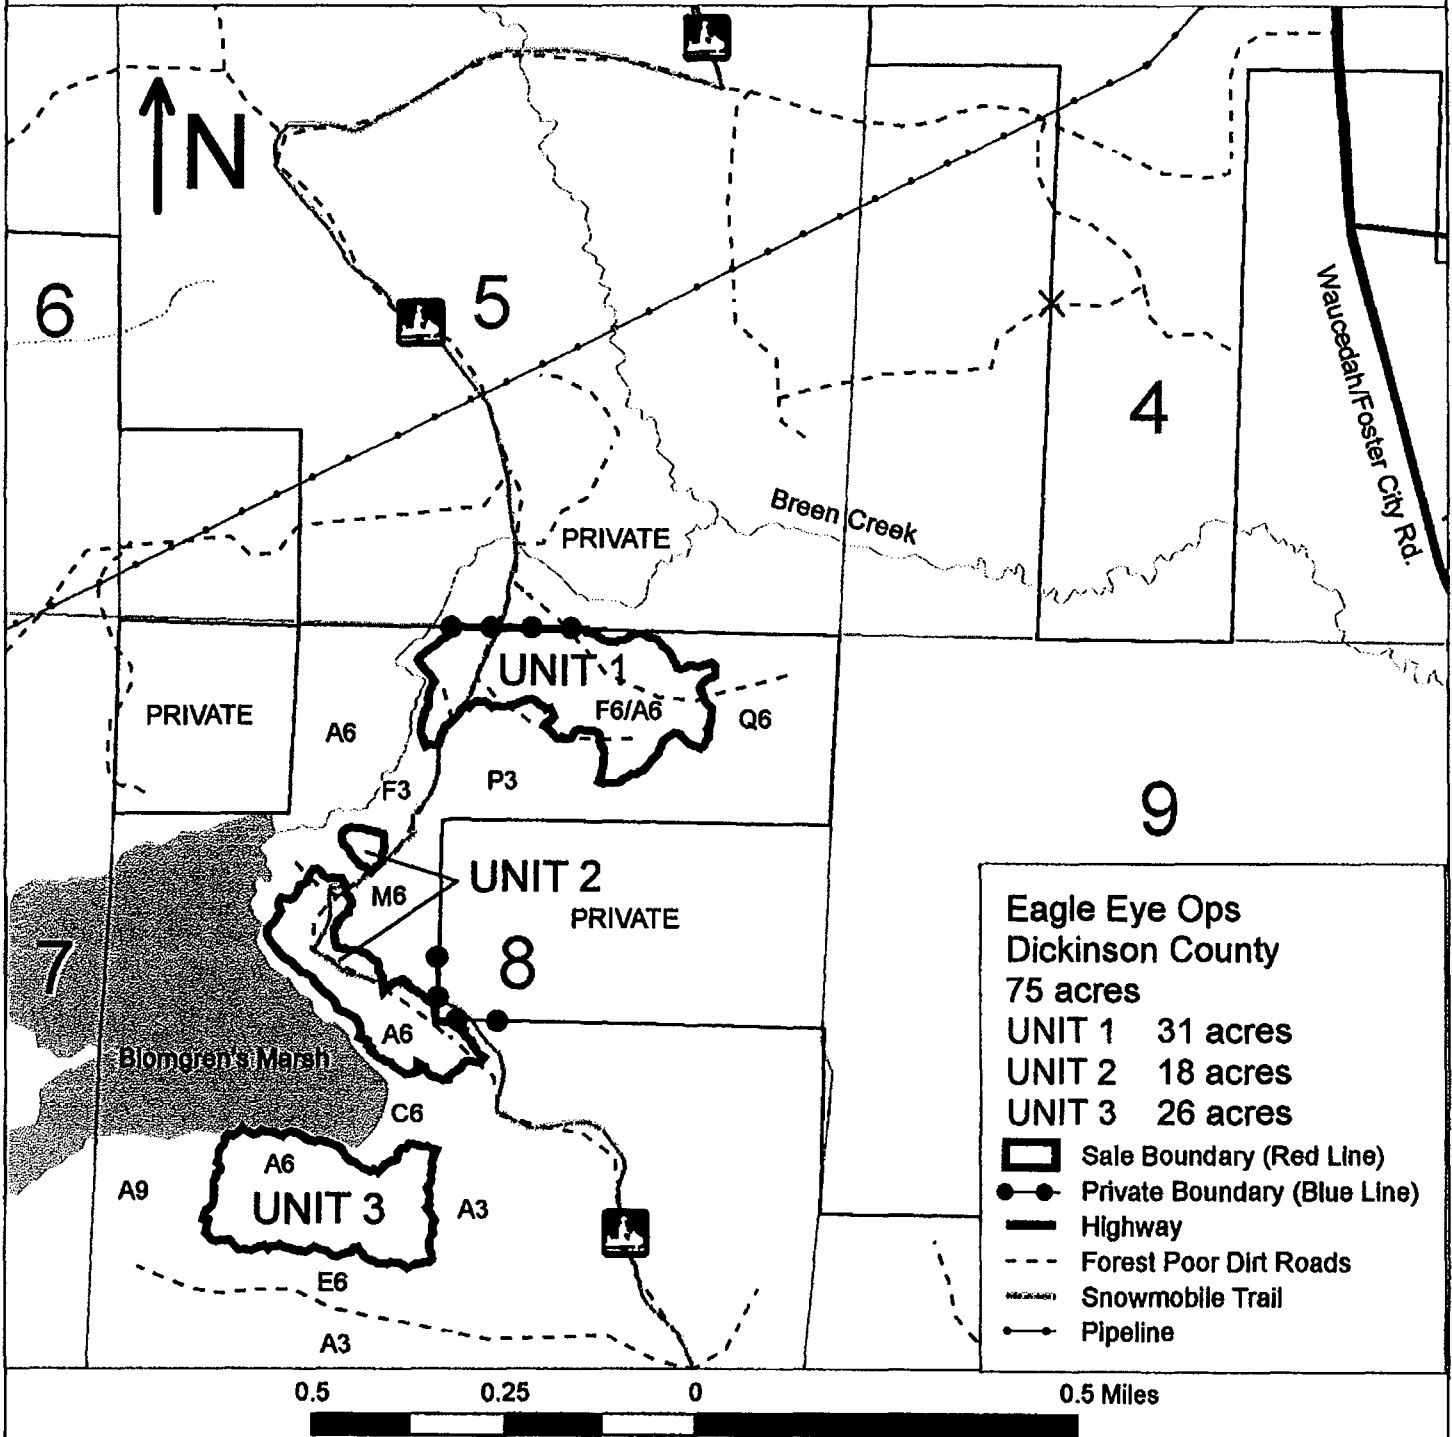 N
6
5
4
Waucedah/Foster City Rd.
Breen Creek
PRIVATE
UNIT 1
F6/A6
Q6
PRIVATE
A6
F3
P3
9
UNIT 2
M6
PRIVATE
7
8
A6
Blomgren's Marsh
C6
A6
A9
UNIT 3
A3
E6
A3
Eagle Eye Ops
Dickinson County
75 acres
UNIT 1 31 acres
UNIT 2 18 acres
UNIT 3 26 acres
Sale Boundary (Red Line)
Private Boundary (Blue Line)
Highway
Forest Poor Dirt Roads
Snowmobile Trail
Pipeline
0.5 0.25 0 0.5 Miles